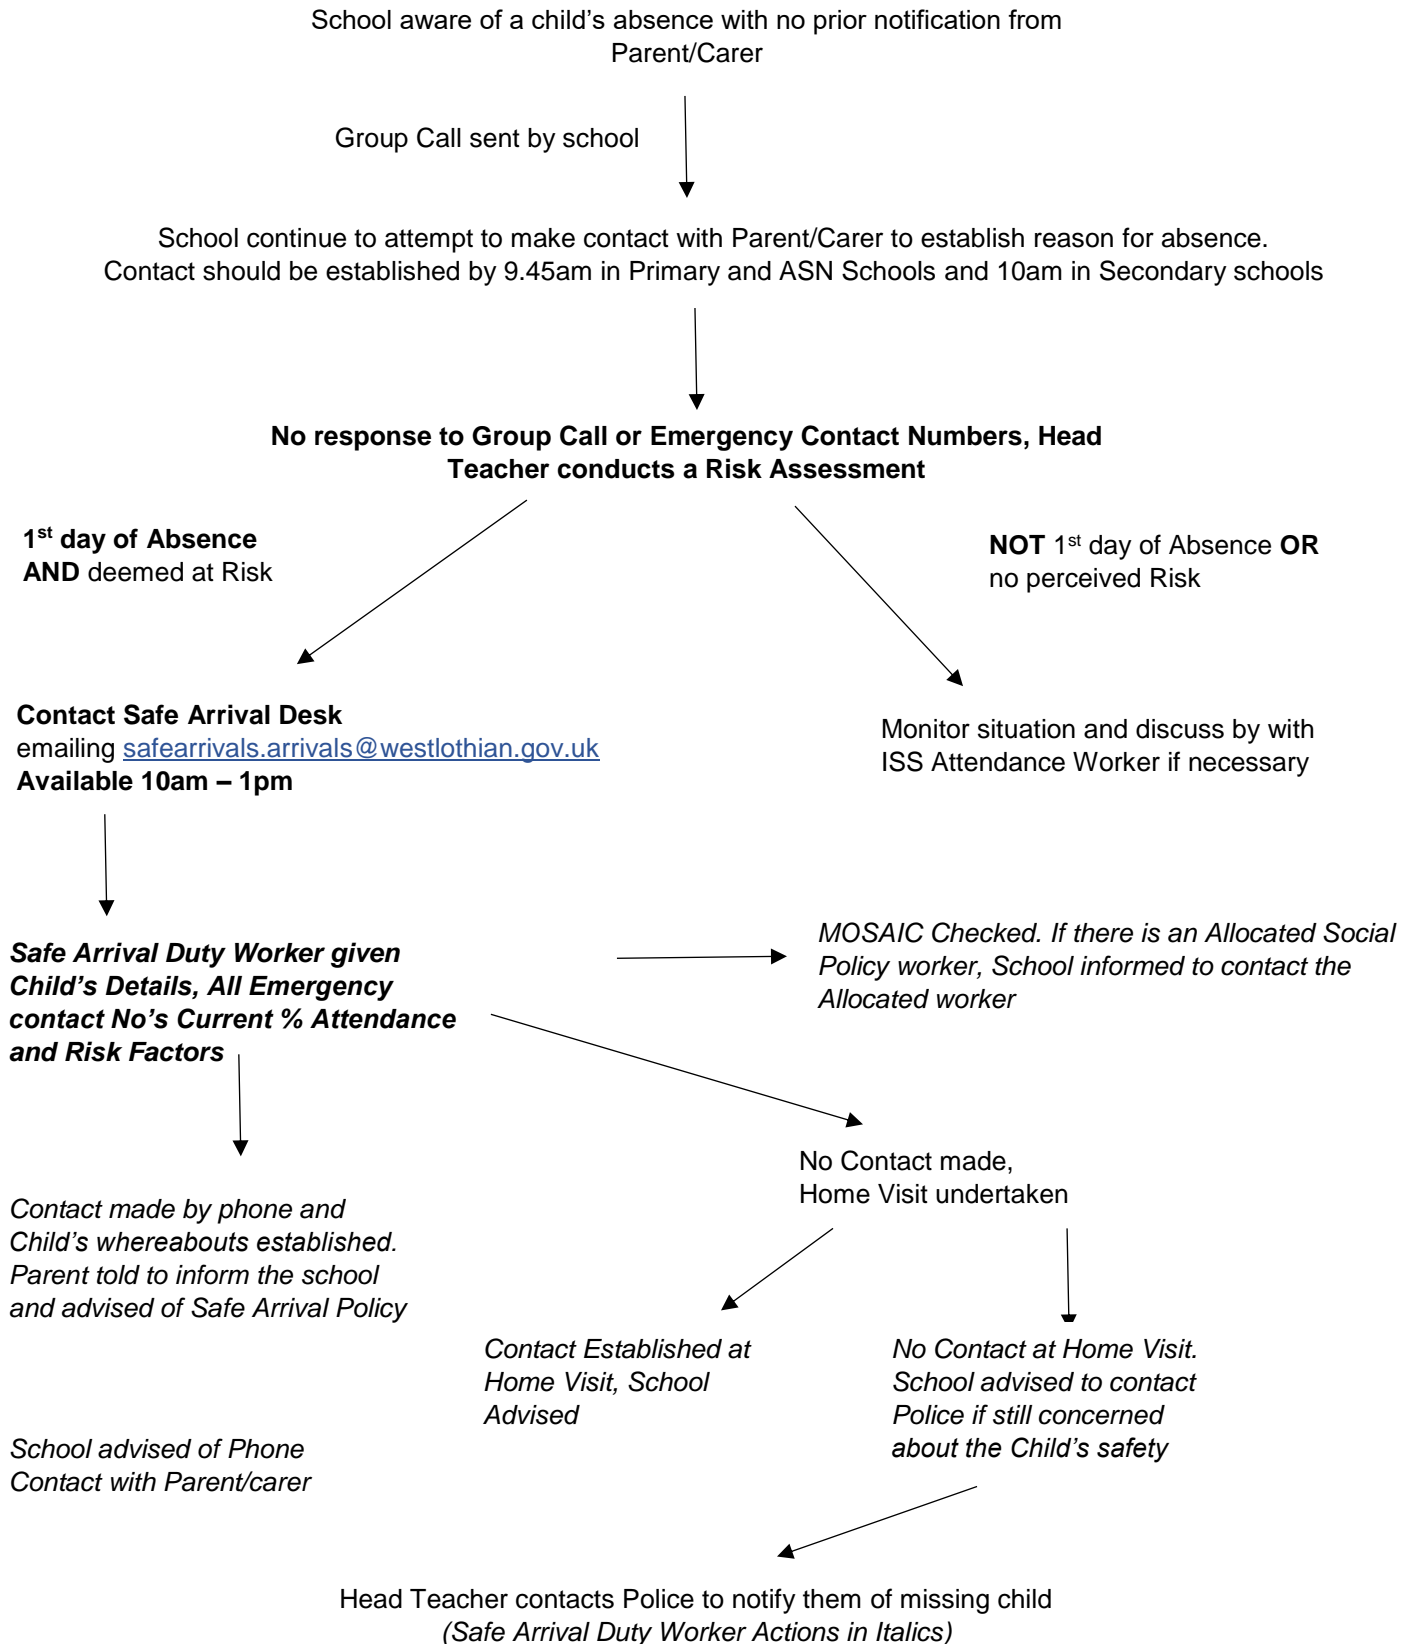 School aware of a child’s absence with no prior notification from
Parent/Carer
Group Call sent by school
School continue to attempt to make contact with Parent/Carer to establish reason for absence.
Contact should be established by 9.45am in Primary and ASN Schools and 10am in Secondary schools
No response to Group Call or Emergency Contact Numbers, Head
Teacher conducts a Risk Assessment
1st day of Absence
AND deemed at Risk
NOT 1st day of Absence OR
no perceived Risk
Contact Safe Arrival Desk
emailing safearrivals.arrivals@westlothian.gov.uk
Available 10am – 1pm
Monitor situation and discuss by with
ISS Attendance Worker if necessary
Safe Arrival Duty Worker given
Child’s Details, All Emergency
contact No’s Current % Attendance
and Risk Factors
MOSAIC Checked. If there is an Allocated Social
Policy worker, School informed to contact the
Allocated worker
No Contact made,
Home Visit undertaken
Contact made by phone and
Child’s whereabouts established.
Parent told to inform the school
and advised of Safe Arrival Policy
Contact Established at
Home Visit, School
Advised
No Contact at Home Visit.
School advised to contact
Police if still concerned
about the Child’s safety
School advised of Phone
Contact with Parent/carer
Head Teacher contacts Police to notify them of missing child
(Safe Arrival Duty Worker Actions in Italics)